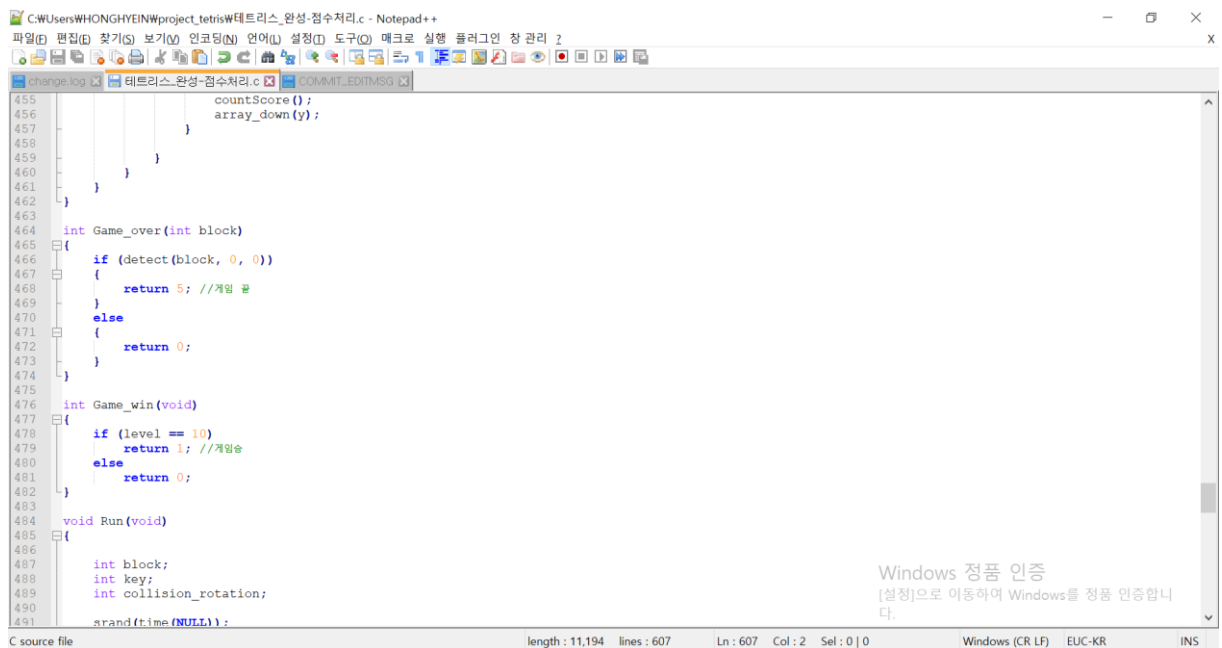 C:\Users\HONGHYEIN\project_tetris\테트리스_완성-점수처리.c - Notepad++
파일(F) 편집(E) 찾기(S) 보기(V) 인코딩(N) 언어(L) 설정(T) 도구(O) 매크로 실행 플러그인 창 관리 ? X
change.log 테트리스_완성-점수처리.c COMMIT_EDITMSG
455 countScore();
456 array_down(y);
457 }
458
459 }
460 }
461 }
462 }
463
464 int Game_over(int block)
465 {
466 if (detect(block, 0, 0))
467 {
468 return 5; //게임 끝
469 }
470 else
471 {
472 return 0;
473 }
474 }
475
476 int Game_win(void)
477 {
478 if (level == 10)
479 return 1; //게임승
480 else
481 return 0;
482 }
483
484 void Run(void)
485 {
486
487 int block;
488 int key;
489 int collision_rotation;
490
491 srand(time(NULL));
Windows 정품 인증
[설정]으로 이동하여 Windows를 정품 인증합니
다.
C source file length : 11,194 lines : 607 Ln : 607 Col : 2 Sel : 0 | 0 Windows (CR LF) EUC-KR INS